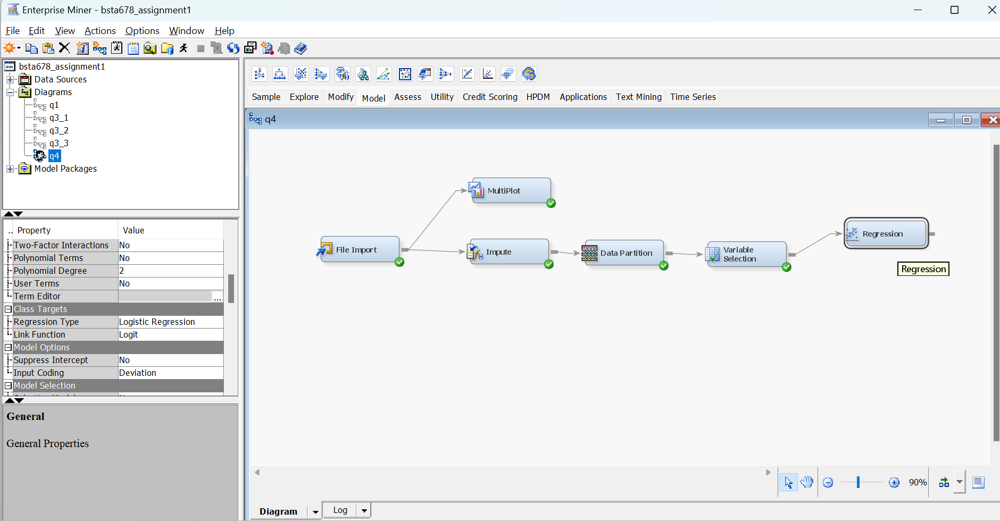 Enterprise Miner - bsta678_assignment1
File Edit View Actions Options Window Help
bsta678_assignment1
Data Sources
Diagrams
q1
q3_1
q3_2
q3_3
q4
Model Packages
.. Property Value
Two-Factor Interactions No
Polynomial Terms No
Polynomial Degree 2
User Terms No
Term Editor ...
Class Targets
Regression Type Logistic Regression
Link Function Logit
Model Options
Suppress Intercept No
Input Coding Deviation
Model Selection
General
General Properties
Sample Explore Modify Model Assess Utility Credit Scoring HPDM Applications Text Mining Time Series
q4
MultiPlot
File Import
Impute
Data Partition
Variable
Selection
Regression
Regression
90%
Diagram Log